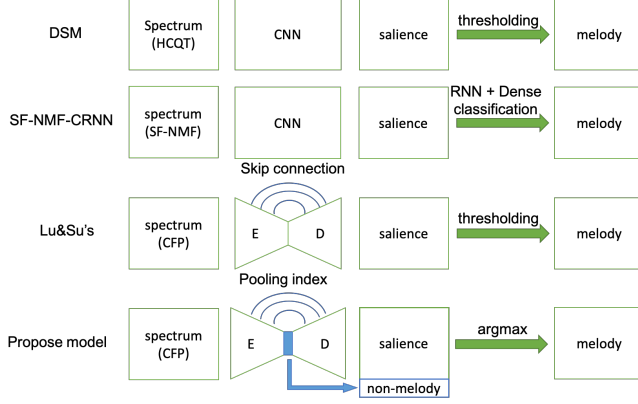 DSM
Spectrum
(HCQT)
CNN
salience
thresholding
melody
SF-NMF-CRNN
spectrum
(SF-NMF)
CNN
salience
RNN + Dense
classification
melody
Skip connection
Lu&Su's
spectrum
(CFP)
E
D
salience
thresholding
melody
Pooling index
Propose model
spectrum
(CFP)
E
D
salience
argmax
melody
non-melody